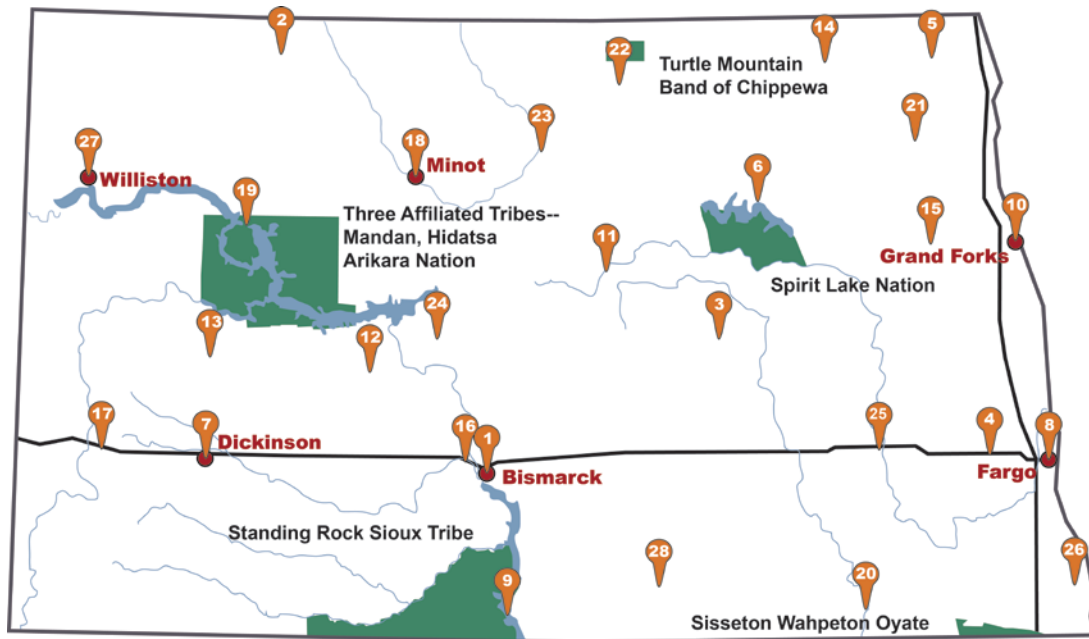 2
14
5
22
Turtle Mountain
Band of Chippewa
21
23
27
18
Minot
Williston
6
19
Three Affiliated Tribes--
Mandan, Hidatsa
Arikara Nation
15
10
11
Grand Forks
Spirit Lake Nation
13
12
24
3
17
7
Dickinson
16
1
Bismarck
25
4
8
Fargo
Standing Rock Sioux Tribe
28
26
9
20
Sisseton Wahpeton Oyate